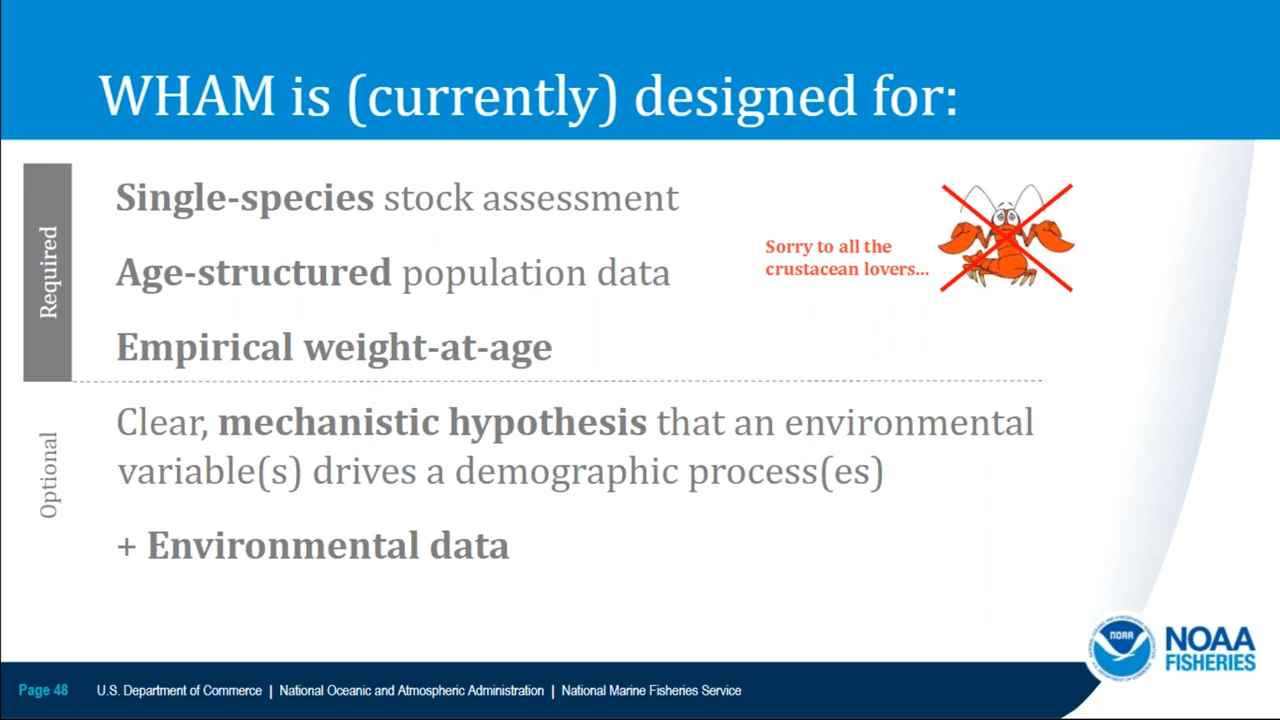 WHAM is (currently) designed for:
Required
Single-species stock assessment
Age-structured population data
Empirical weight-at-age
Sorry to all the
crustacean lovers...
Optional
Clear, mechanistic hypothesis that an environmental
variable(s) drives a demographic process(es)
+ Environmental data
NOAA
NOAA
FISHERIES
Page 48 U.S. Department of Commerce | National Oceanic and Atmospheric Administration | National Marine Fisheries Service